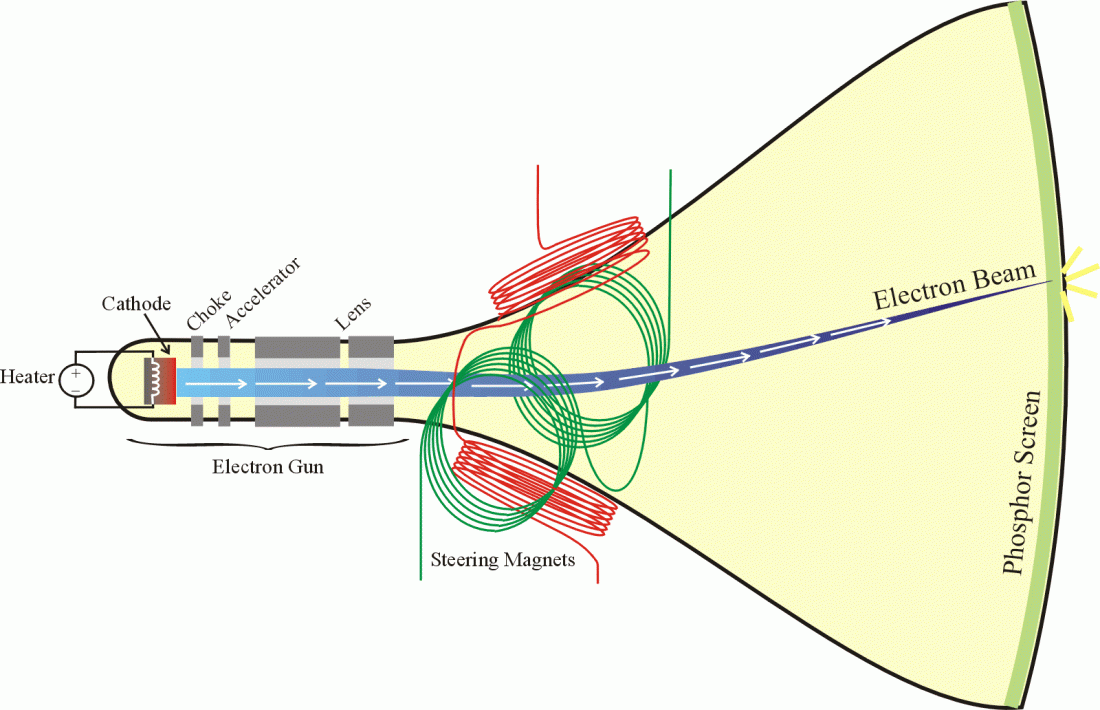 Cathode
Choke
Accelerator
Lens
Heater
+
−
Electron Gun
Steering Magnets
Electron Beam
Phosphor Screen